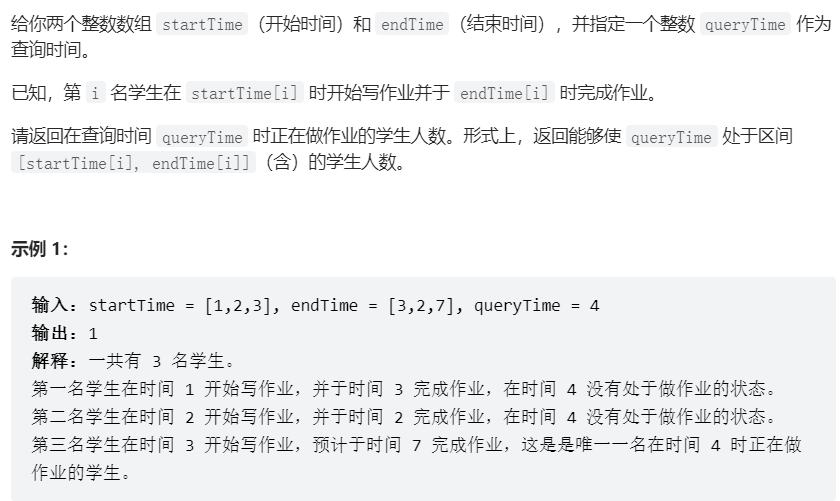 给你两个整数数组 startTime（开始时间）和 endTime（结束时间），并指定一个整数 queryTime 作为
查询时间。
已知，第 i 名学生在 startTime[i] 时开始写作业并于 endTime[i] 时完成作业。
请返回在查询时间 queryTime 时正在做作业的学生人数。形式上，返回能够使 queryTime 处于区间
[startTime[i], endTime[i]]（含）的学生人数。
示例 1：
输入：startTime = [1,2,3], endTime = [3,2,7], queryTime = 4
输出：1
解释：一共有 3 名学生。
第一名学生在时间 1 开始写作业，并于时间 3 完成作业，在时间 4 没有处于做作业的状态。
第二名学生在时间 2 开始写作业，并于时间 2 完成作业，在时间 4 没有处于做作业的状态。
第三名学生在时间 3 开始写作业，预计于时间 7 完成作业，这是是唯一一名在时间 4 时正在做
作业的学生。